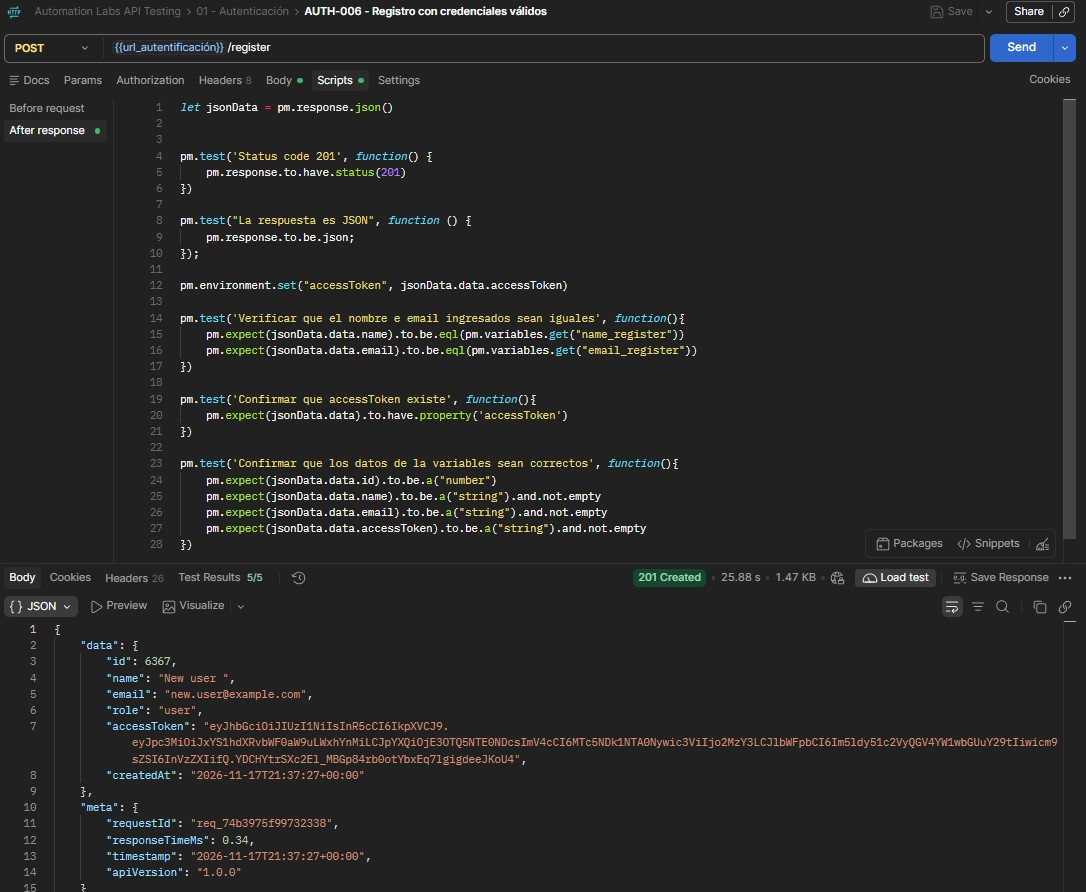 HTTP Automation Labs API Testing > 01 - Autenticación > AUTH-006 - Registro con credenciales válidos Save Share
POST {{url_autentificación}} /register Send
Docs Params Authorization Headers 8 Body Scripts Settings Cookies
Before request
After response
1 let jsonData = pm.response.json()
2
3
4 pm.test('Status code 201', function() {
5 pm.response.to.have.status(201)
6 })
7
8 pm.test("La respuesta es JSON", function () {
9 pm.response.to.be.json;
10 });
11
12 pm.environment.set("accessToken", jsonData.data.accessToken)
13
14 pm.test('Verificar que el nombre e email ingresados sean iguales', function(){
15 pm.expect(jsonData.data.name).to.be.eql(pm.variables.get("name_register"))
16 pm.expect(jsonData.data.email).to.be.eql(pm.variables.get("email_register"))
17 })
18
19 pm.test('Confirmar que accessToken existe', function(){
20 pm.expect(jsonData.data).to.have.property('accessToken')
21 })
22
23 pm.test('Confirmar que los datos de la variables sean correctos', function(){
24 pm.expect(jsonData.data.id).to.be.a("number")
25 pm.expect(jsonData.data.name).to.be.a("string").and.not.empty
26 pm.expect(jsonData.data.email).to.be.a("string").and.not.empty
27 pm.expect(jsonData.data.accessToken).to.be.a("string").and.not.empty
28 })
Packages </> Snippets
Body Cookies Headers 26 Test Results 5/5 201 Created • 25.88 s • 1.47 KB e.g. Save Response Load test
{} JSON Preview Visualize
1 {
2 "data": {
3 "id": 6367,
4 "name": "New user ",
5 "email": "new.user@example.com",
6 "role": "user",
7 "accessToken": "eyJhbGciOiJIUzI1NiIsInR5cCI6IkpXVCJ9.
eyJpc3MiOiJxYS1hdXRvbWF0aW9uLWxhYnMiLCJpYXQiOjE3OTQ5NTE0NDcsImV4cCI6MTc5NDk1NTA0Nywic3ViIjo2MzY3LCJlbWFpbCI6Im5ldy51c2VyQGV4YW1wbGUuY29tIiwicm9
sZSI6InVzZXIifQ.YDCHYtrSXc2El_MBGp84rb0otYbxEq7lgigdeeJKoU4",
8 "createdAt": "2026-11-17T21:37:27+00:00"
9 },
10 "meta": {
11 "requestId": "req_74b3975f99732338",
12 "responseTimeMs": 0.34,
13 "timestamp": "2026-11-17T21:37:27+00:00",
14 "apiVersion": "1.0.0"
15 }